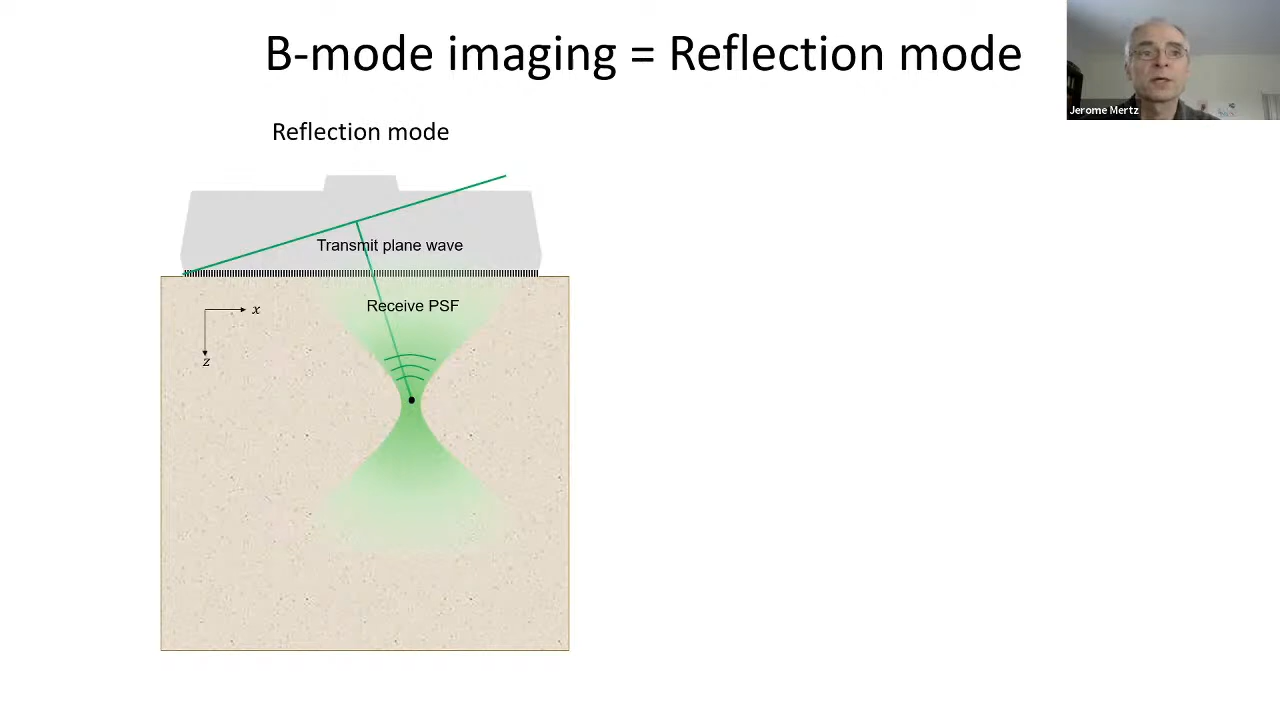 B-mode imaging = Reflection mode
Jerome Mertz
Reflection mode
Transmit plane wave
Receive PSF
x
z